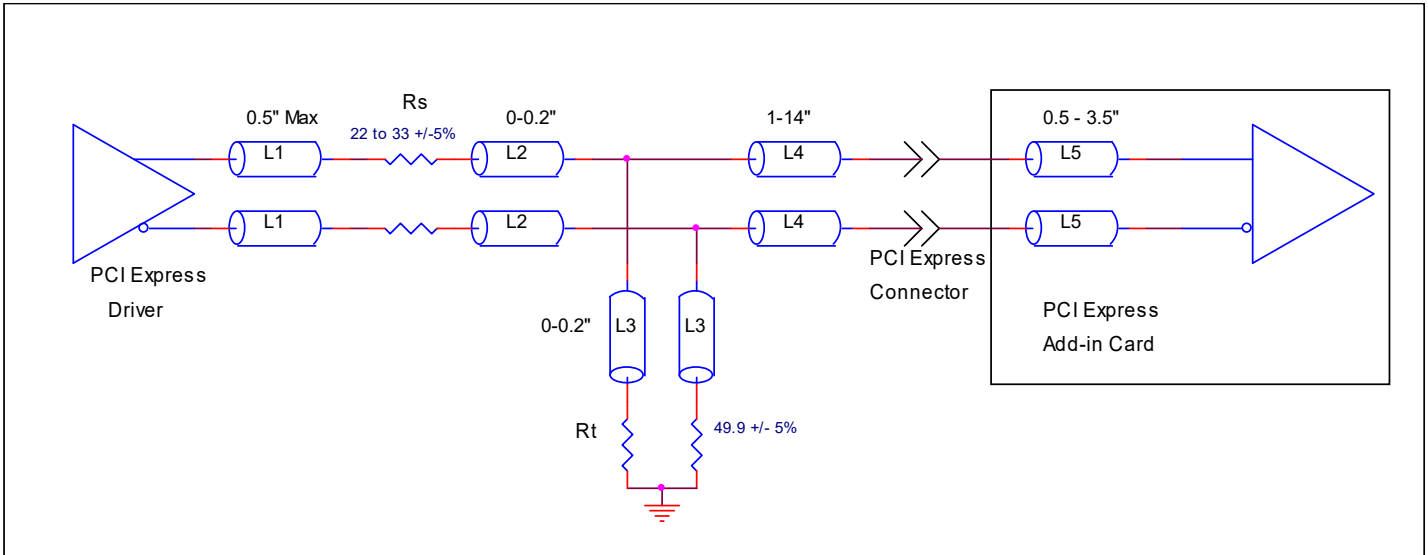 Rs
0.5" Max
22 to 33 +/-5%
0-0.2"
1-14"
0.5 - 3.5"
L1
L2
L4
L5
L1
L2
L4
L5
PCI Express
Driver
PCI Express
Connector
0-0.2"
L3
L3
PCI Express
Add-in Card
Rt
49.9 +/- 5%